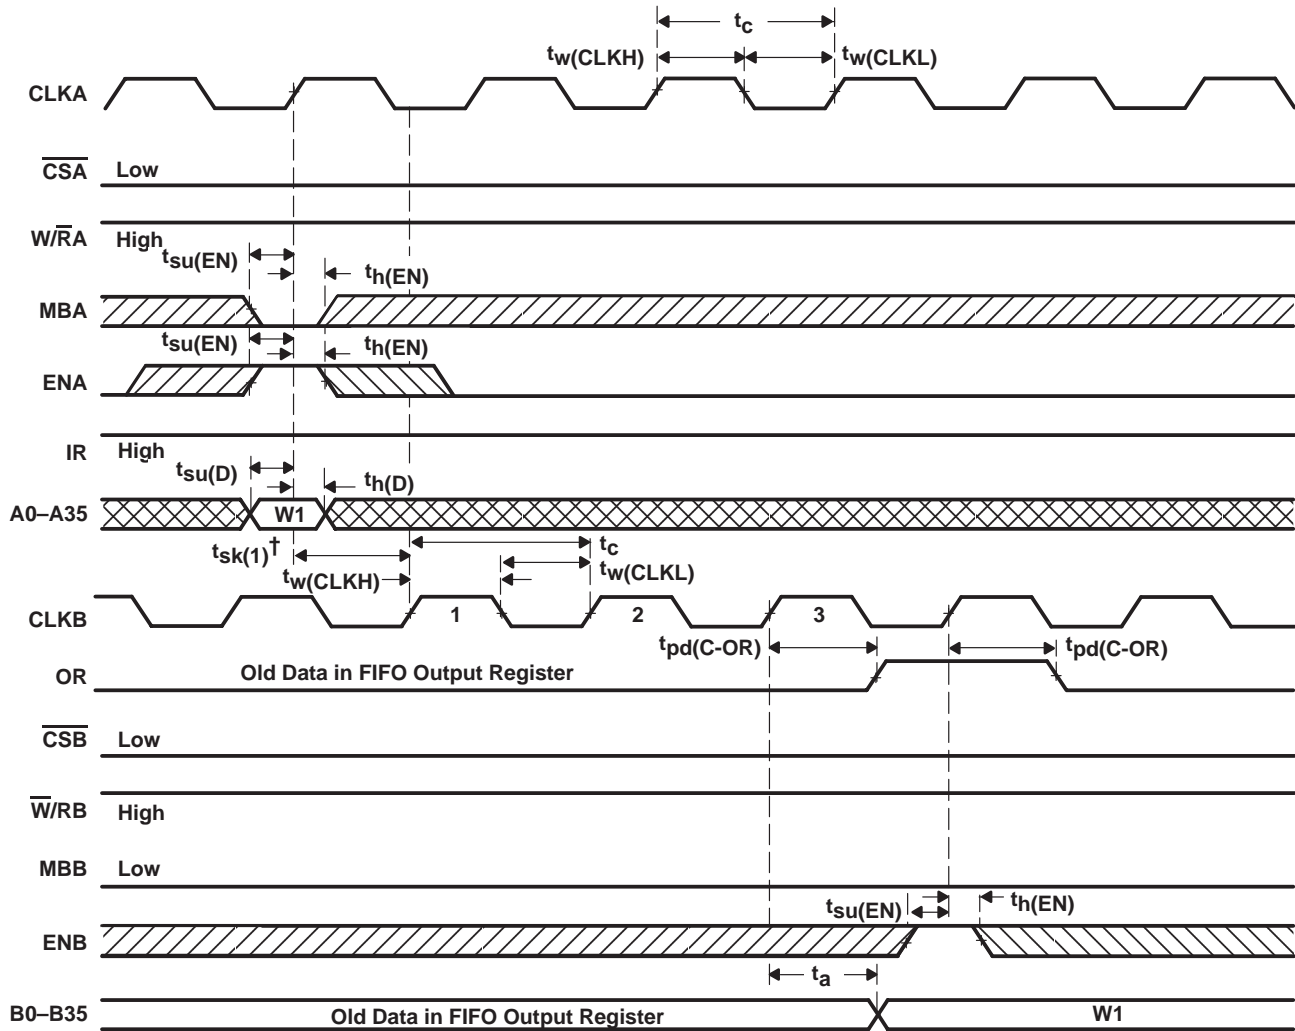 tc
tw(CLKH)
tw(CLKL)
CLKA
CSA
Low
W/RA
High
tsu(EN)
th(EN)
MBA
tsu(EN)
th(EN)
ENA
IR
High
tsu(D)
th(D)
A0–A35
W1
tsk(1)†
tc
tw(CLKH)
tw(CLKL)
CLKB
1
2
3
tpd(C-OR)
tpd(C-OR)
OR
Old Data in FIFO Output Register
CSB
Low
W/RB
High
MBB
Low
tsu(EN)
th(EN)
ENB
ta
B0–B35
Old Data in FIFO Output Register
W1